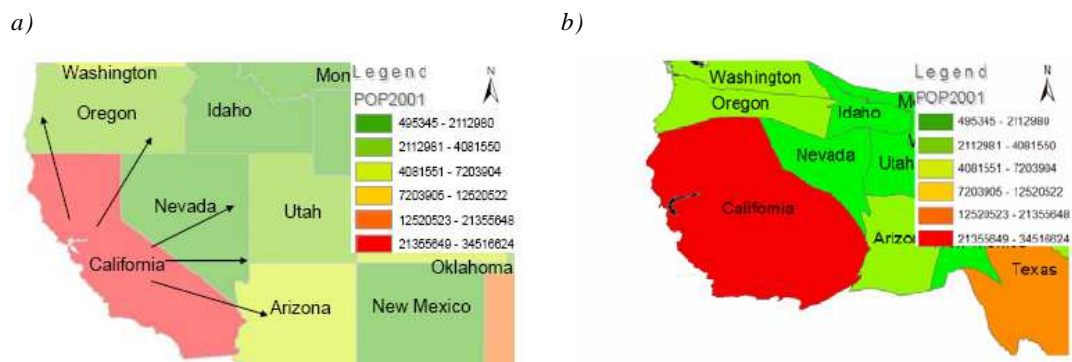 a)
Washington
Oregon
Idaho
Mon
Nevada
Utah
California
Arizona
New Mexico
Oklahoma
Legend
N
POP2001
495345 - 2112980
2112981 - 4081550
4081551 - 7203904
7203905 - 12520522
12520523 - 21355648
21355649 - 34516624
b)
Washington
Oregon
Idaho
Nevada
Utah
California
Arizo
Texas
Legend
N
POP2001
495345 - 2112980
2112981 - 4081550
4081551 - 7203904
7203905 - 12520522
12520523 - 21355648
21355649 - 34516624